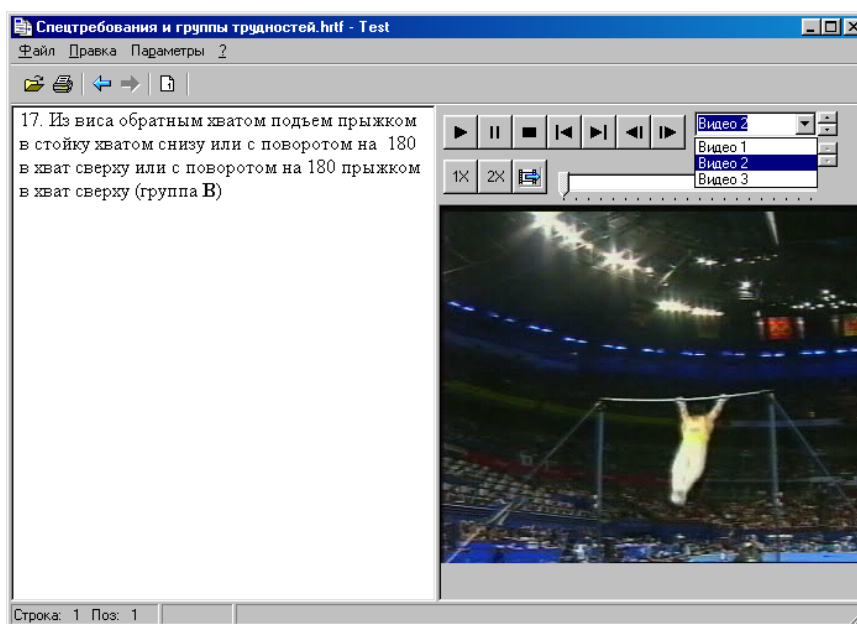 Спецтребования и группы трудностей.hrtf - Test
Файл Правка Параметры ?
17. Из виса обратным хватом подъем прыжком
в стойку хватом снизу или с поворотом на 180
в хват сверху или с поворотом на 180 прыжком
в хват сверху (группа В)
Видео 2
Видео 1
Видео 2
Видео 3
1X 2X
Строка: 1 Поз: 1